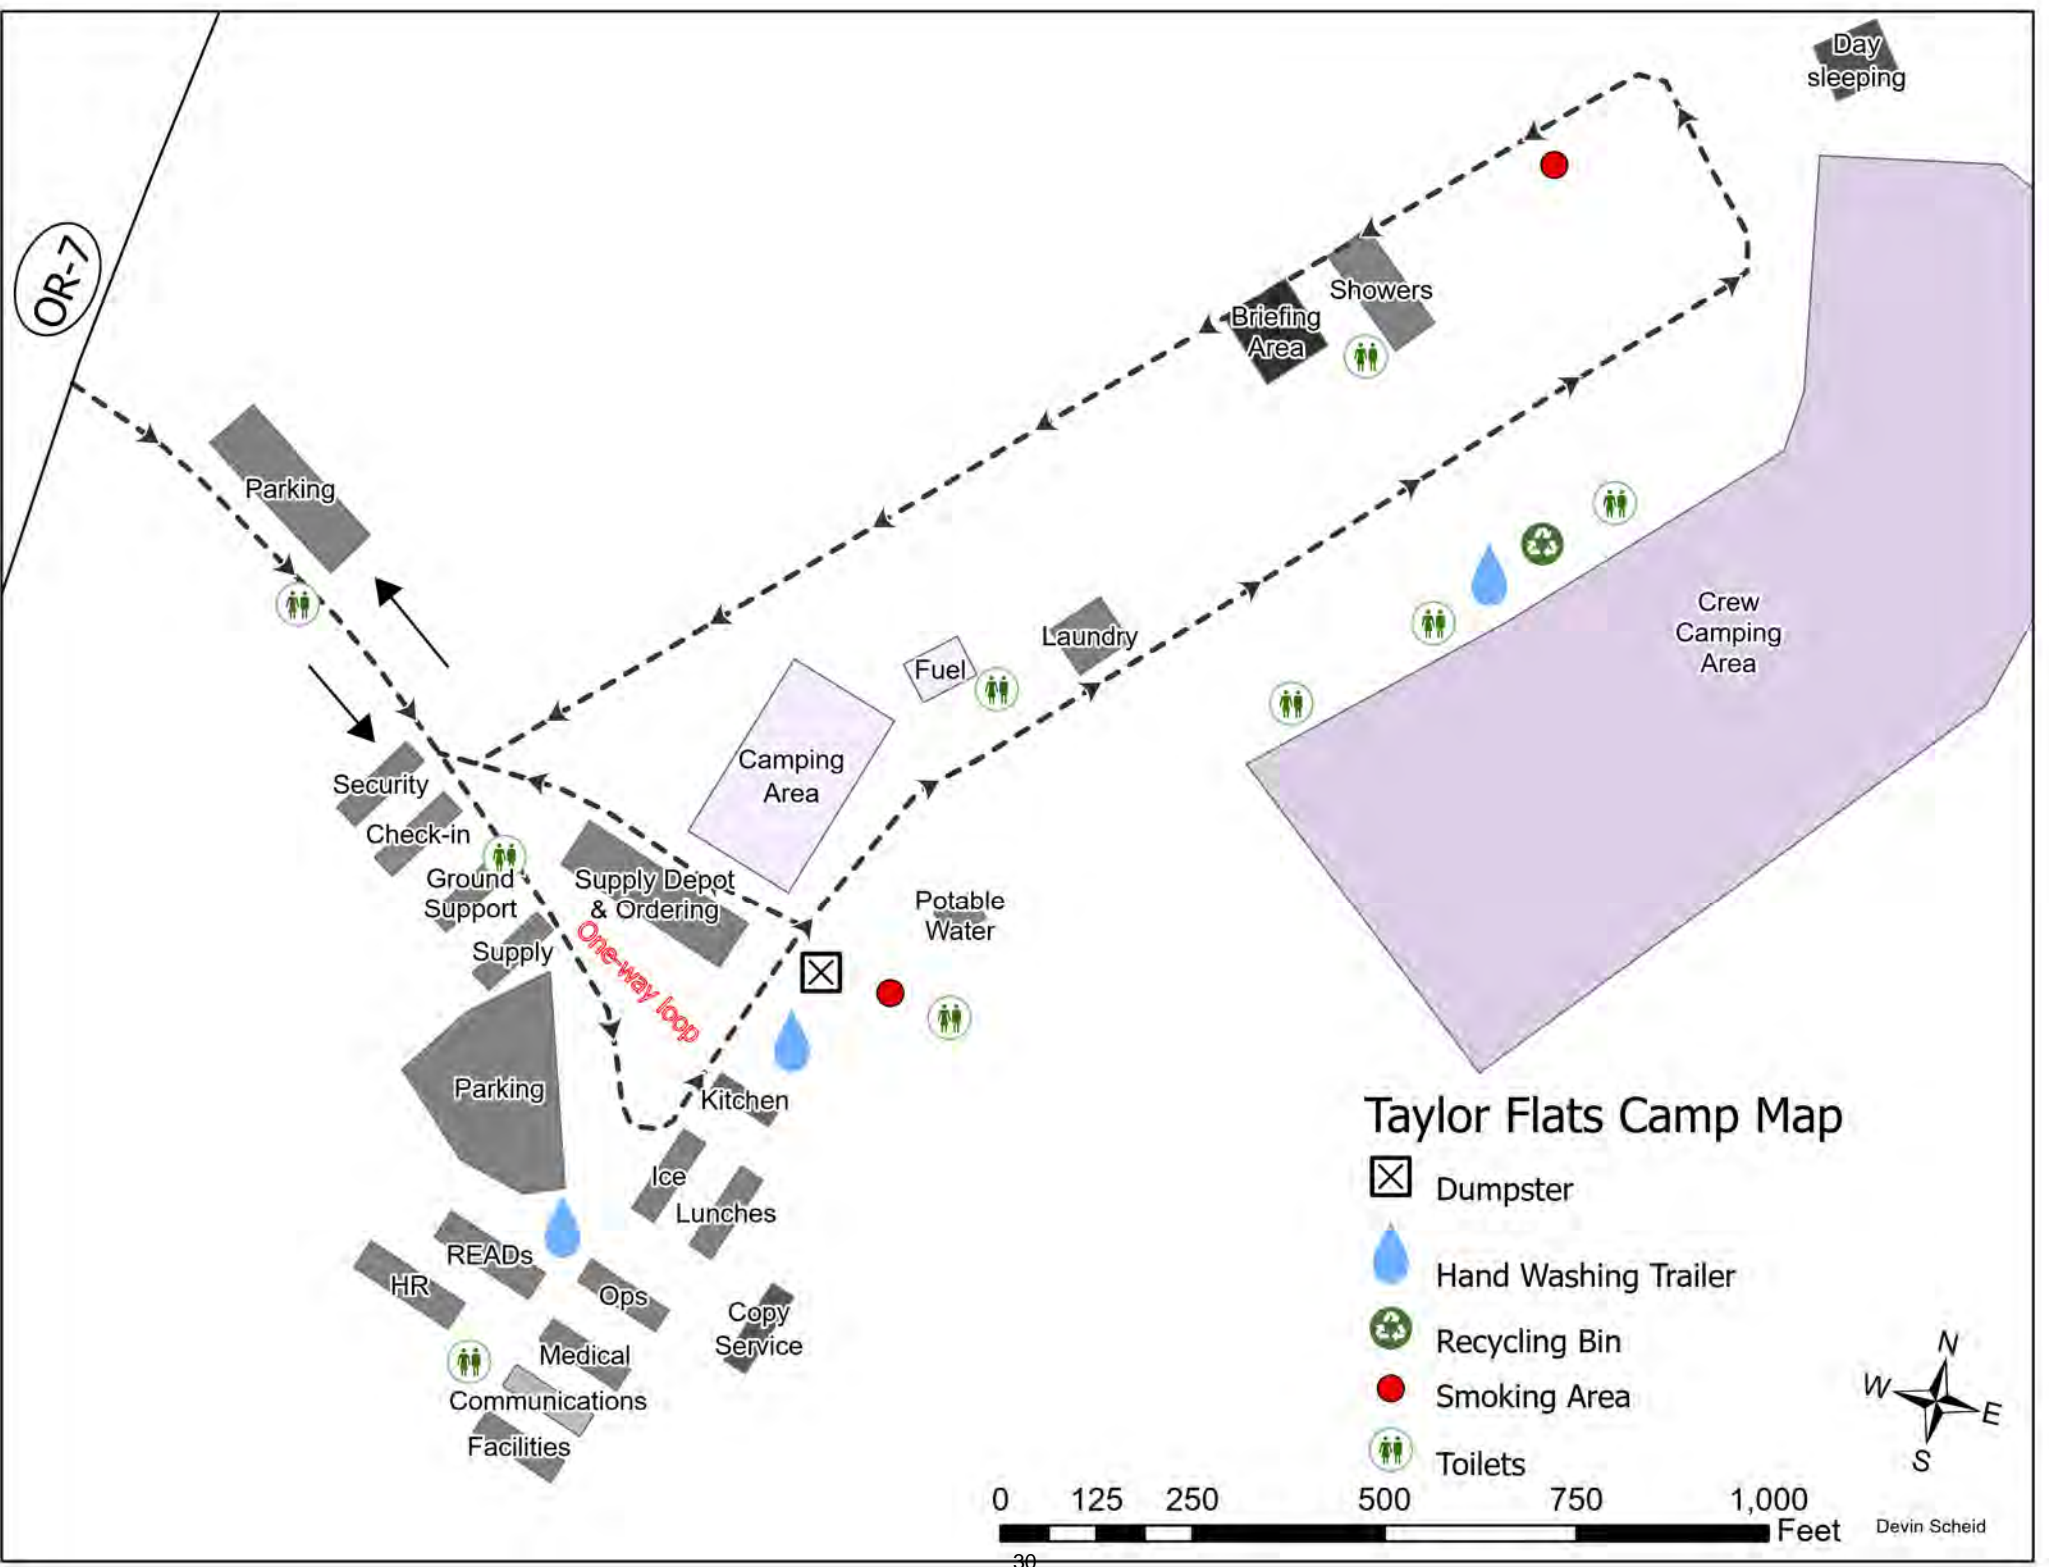 Day
sleeping
OR-7
Showers
Briefing
Area
Parking
Crew
Camping
Area
Laundry
Fuel
Camping
Area
Security
Check-in
Ground
Support
Supply Depot
& Ordering
Potable
Water
Supply
One-way loop
Parking
Kitchen
Ice
Lunches
READs
HR
Ops
Copy
Service
Medical
Communications
Facilities
Taylor Flats Camp Map
Dumpster
Hand Washing Trailer
Recycling Bin
Smoking Area
Toilets
N
W
E
S
0 125 250 500 750 1,000
Feet
Devin Scheid
30